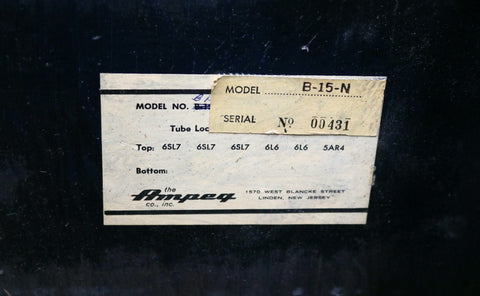 MODEL ........ B-15-N
SERIAL Nº 00431
MODEL NO.
Tube Loc
Top: 6SL7 6SL7 6SL7 6L6 6L6 5AR4
Bottom:
the
Ampeg
co., inc.
1570 WEST BLANCKE STREET
LINDEN, NEW JERSEY